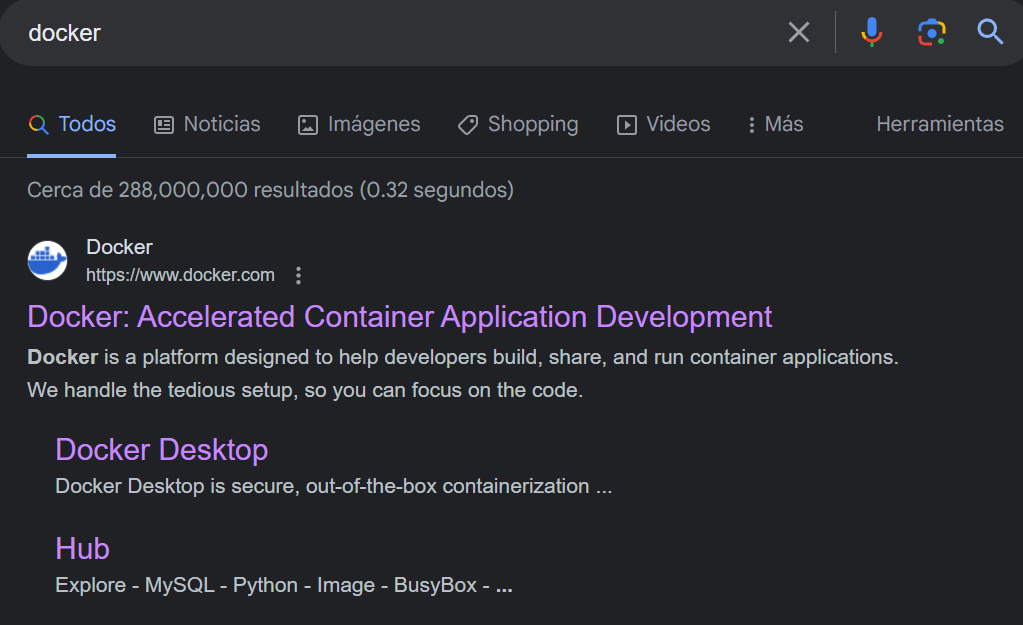 docker
Todos Noticias Imágenes Shopping Videos Más Herramientas
Cerca de 288,000,000 resultados (0.32 segundos)
Docker
https://www.docker.com
Docker: Accelerated Container Application Development
Docker is a platform designed to help developers build, share, and run container applications.
We handle the tedious setup, so you can focus on the code.
Docker Desktop
Docker Desktop is secure, out-of-the-box containerization ...
Hub
Explore - MySQL - Python - Image - BusyBox - ...